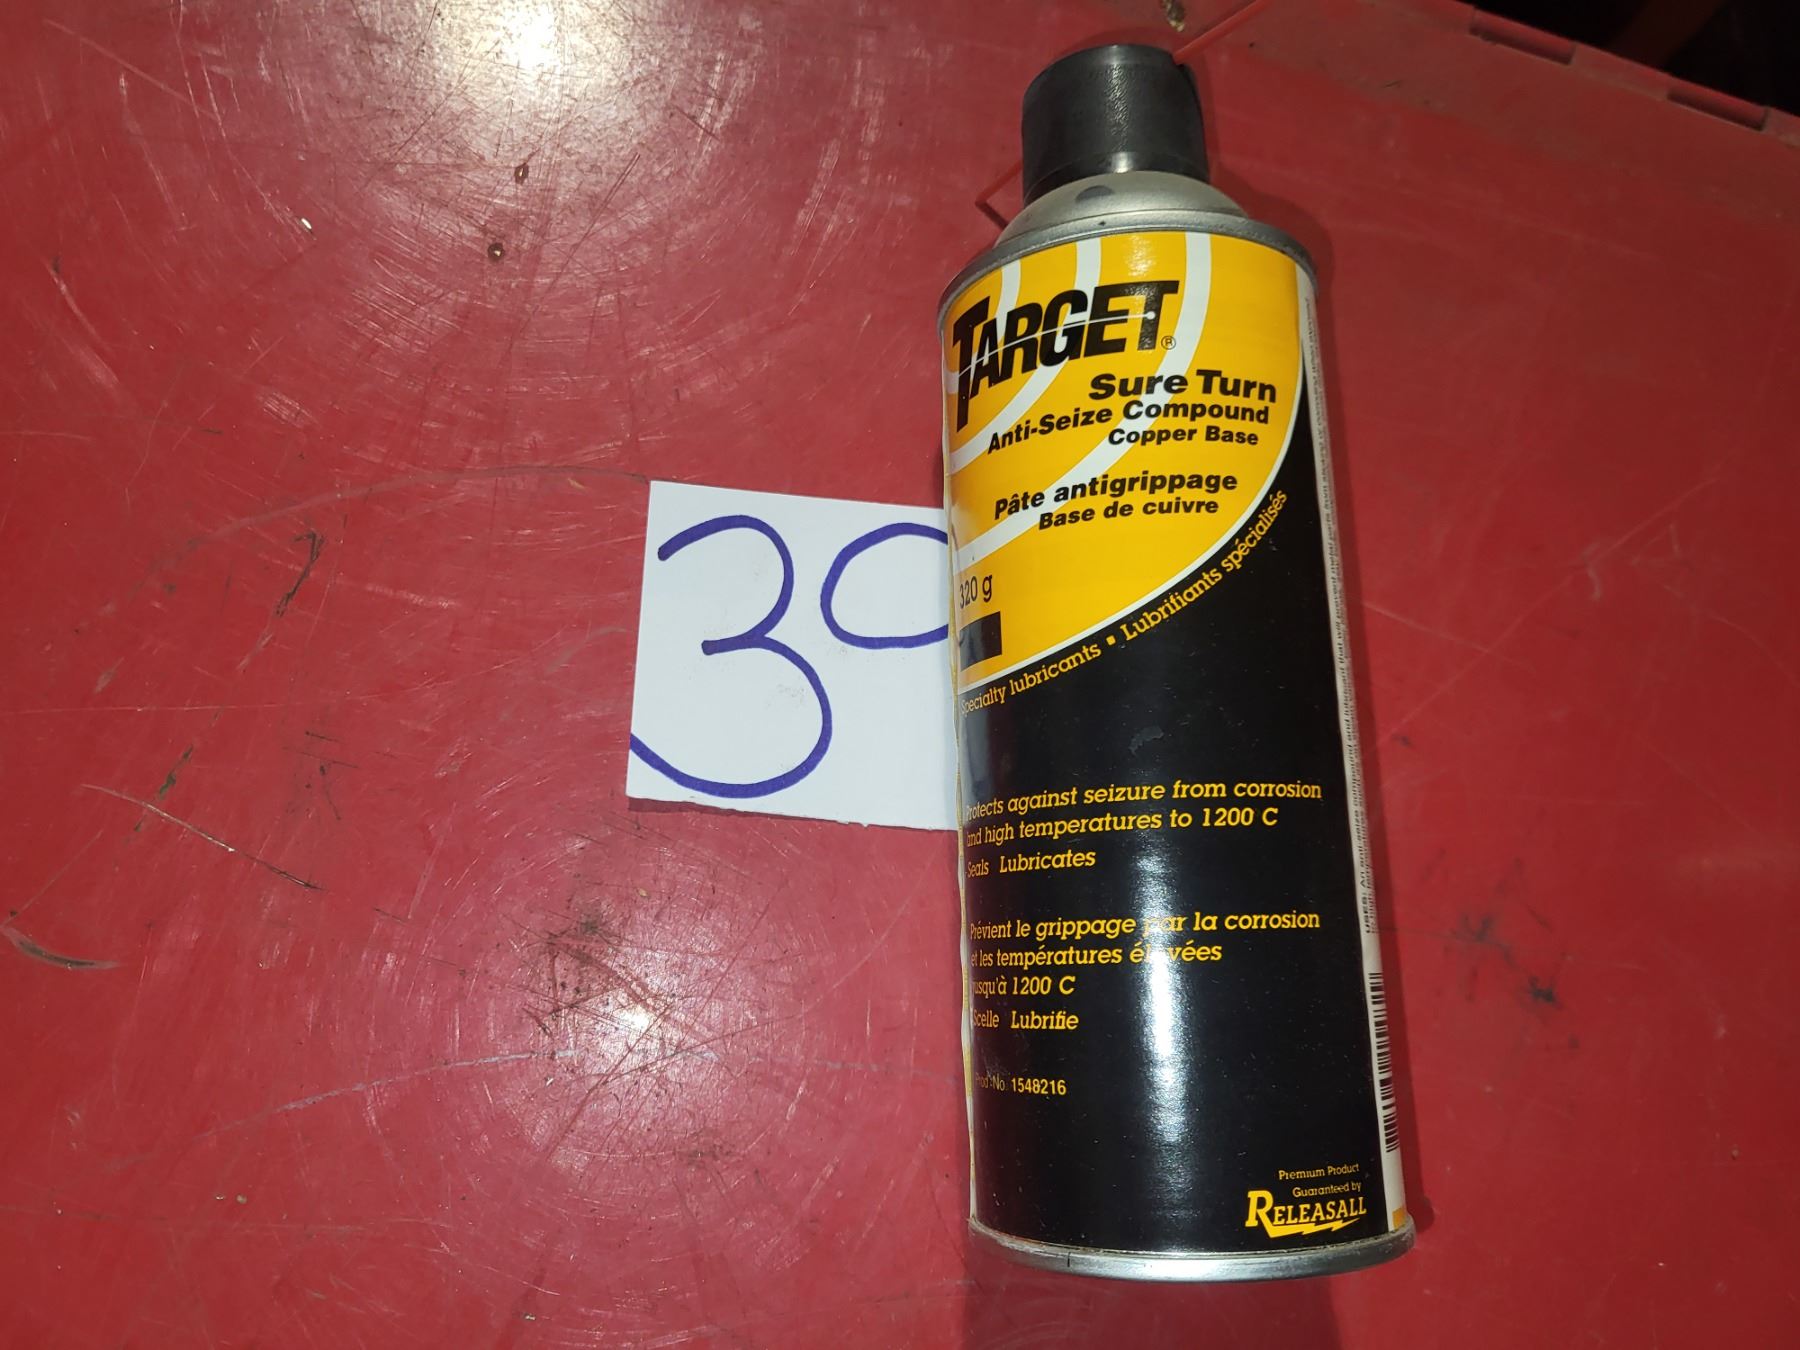 30
TARGET®
Sure Turn
Anti-Seize Compound
Copper Base
Pâte antigrippage
Base de cuivre
320 g
Specialty lubricants ▪ Lubrifiants spécialisés
Protects against seizure from corrosion
and high temperatures to 1200 C
Seals Lubricates
Prévient le grippage par la corrosion
et les températures élevées
jusqu'à 1200 C
Scelle Lubrifie
Prod. No. 1548216
Premium Product
Guaranteed by
RELEASALL